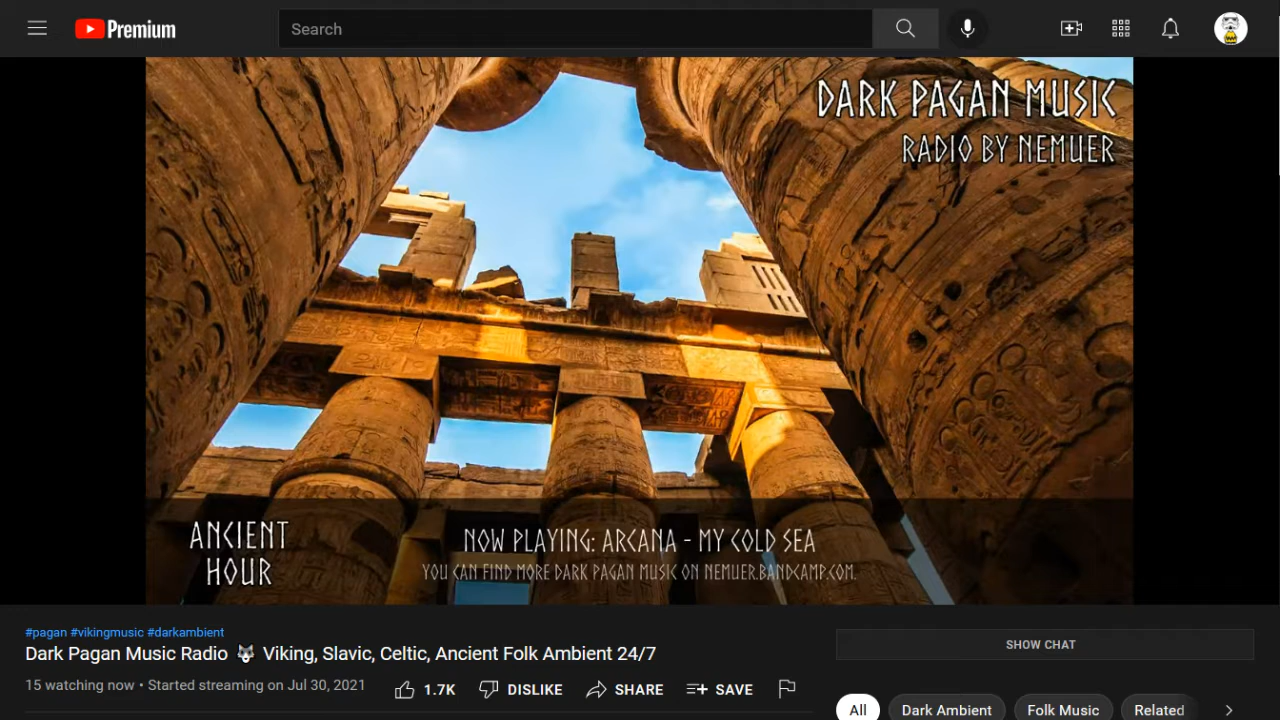 Premium
Search
DARK PAGAN MUSIC
RADIO BY NEMUER
ANCIENT
HOUR
NOW PLAYING: ARCANA - MY COLD SEA
YOU CAN FIND MORE DARK PAGAN MUSIC ON NEMUER.BANDCAMP.COM.
#pagan #vikingmusic #darkambient
Dark Pagan Music Radio 🐺 Viking, Slavic, Celtic, Ancient Folk Ambient 24/7
15 watching now • Started streaming on Jul 30, 2021
1.7K DISLIKE SHARE SAVE
SHOW CHAT
All Dark Ambient Folk Music Related